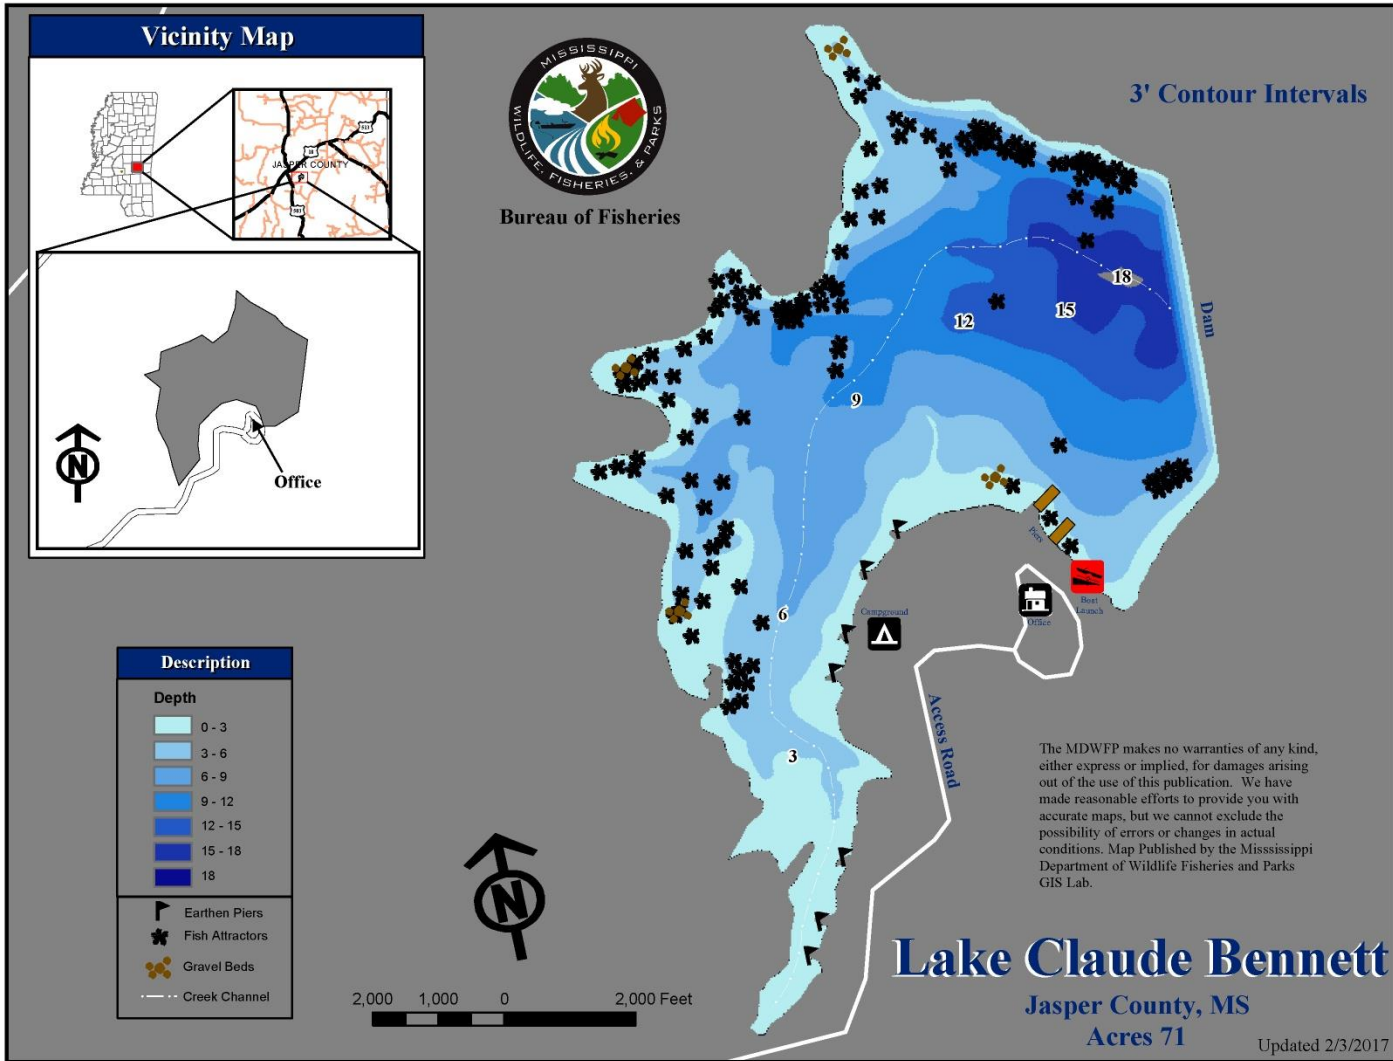 Vicinity Map
JASPER COUNTY
18
513
503
Office
N
MISSISSIPPI
WILDLIFE, FISHERIES, & PARKS
Bureau of Fisheries
3' Contour Intervals
18
15
12
9
6
3
Dam
Piers
Boat
Launch
Office
Campground
Access Road
Description
Depth
0 - 3
3 - 6
6 - 9
9 - 12
12 - 15
15 - 18
18
Earthen Piers
Fish Attractors
Gravel Beds
Creek Channel
N
2,000 1,000 0 2,000 Feet
The MDWFP makes no warranties of any kind,
either express or implied, for damages arising
out of the use of this publication. We have
made reasonable efforts to provide you with
accurate maps, but we cannot exclude the
possibility of errors or changes in actual
conditions. Map Published by the Misssissippi
Department of Wildlife Fisheries and Parks
GIS Lab.
Lake Claude Bennett
Jasper County, MS
Acres 71
Updated 2/3/2017